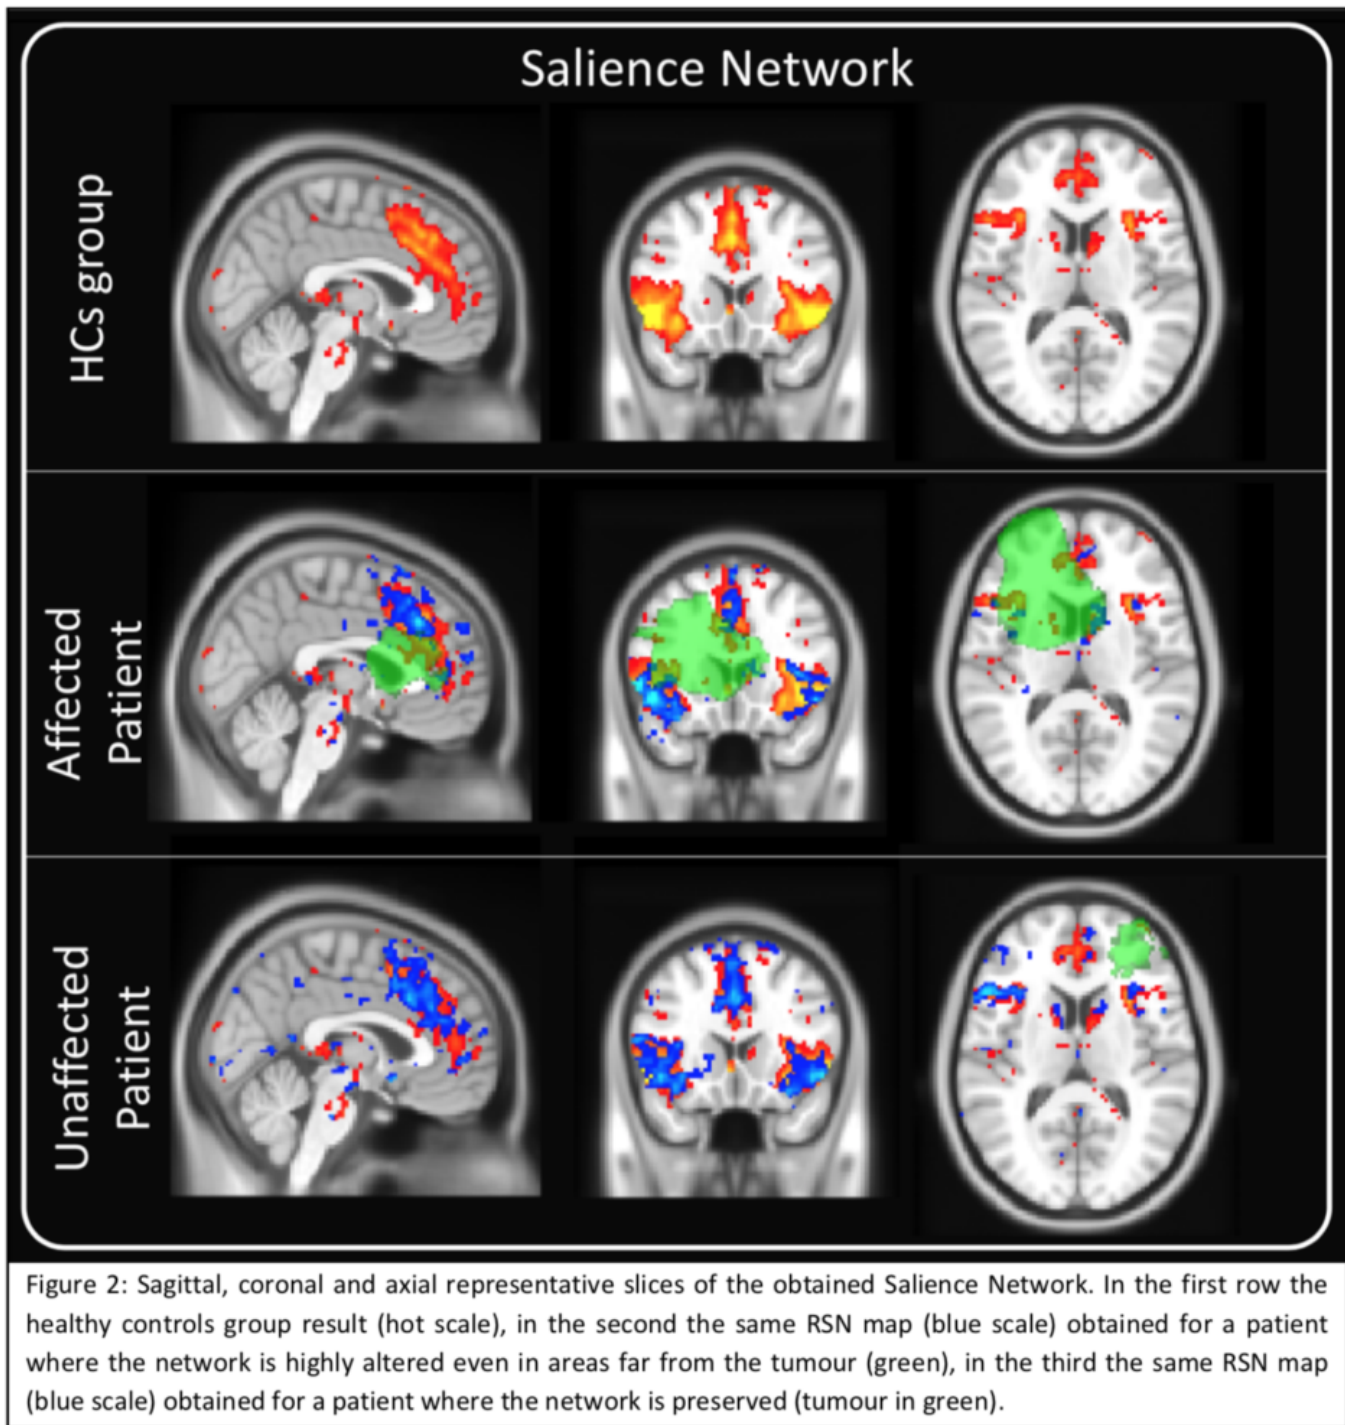 Salience Network
HCs group
Affected
Patient
Unaffected
Patient
Figure 2: Sagittal, coronal and axial representative slices of the obtained Salience Network. In the first row the
healthy controls group result (hot scale), in the second the same RSN map (blue scale) obtained for a patient
where the network is highly altered even in areas far from the tumour (green), in the third the same RSN map
(blue scale) obtained for a patient where the network is preserved (tumour in green).